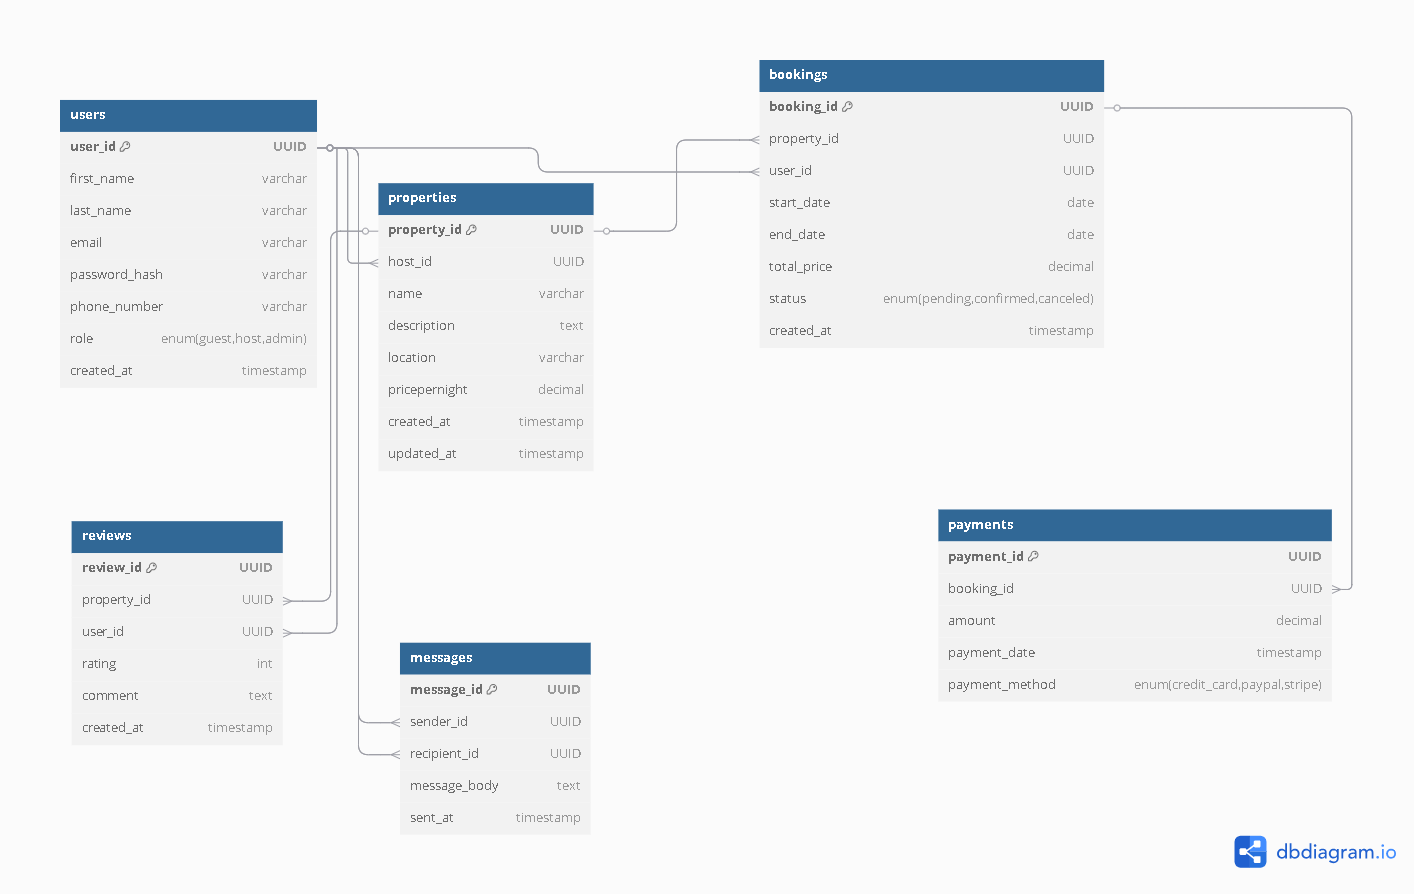 users
user_id UUID
first_name varchar
last_name varchar
email varchar
password_hash varchar
phone_number varchar
role enum(guest,host,admin)
created_at timestamp
properties
property_id UUID
host_id UUID
name varchar
description text
location varchar
pricepernight decimal
created_at timestamp
updated_at timestamp
bookings
booking_id UUID
property_id UUID
user_id UUID
start_date date
end_date date
total_price decimal
status enum(pending,confirmed,canceled)
created_at timestamp
reviews
review_id UUID
property_id UUID
user_id UUID
rating int
comment text
created_at timestamp
messages
message_id UUID
sender_id UUID
recipient_id UUID
message_body text
sent_at timestamp
payments
payment_id UUID
booking_id UUID
amount decimal
payment_date timestamp
payment_method enum(credit_card,paypal,stripe)
dbdiagram.io